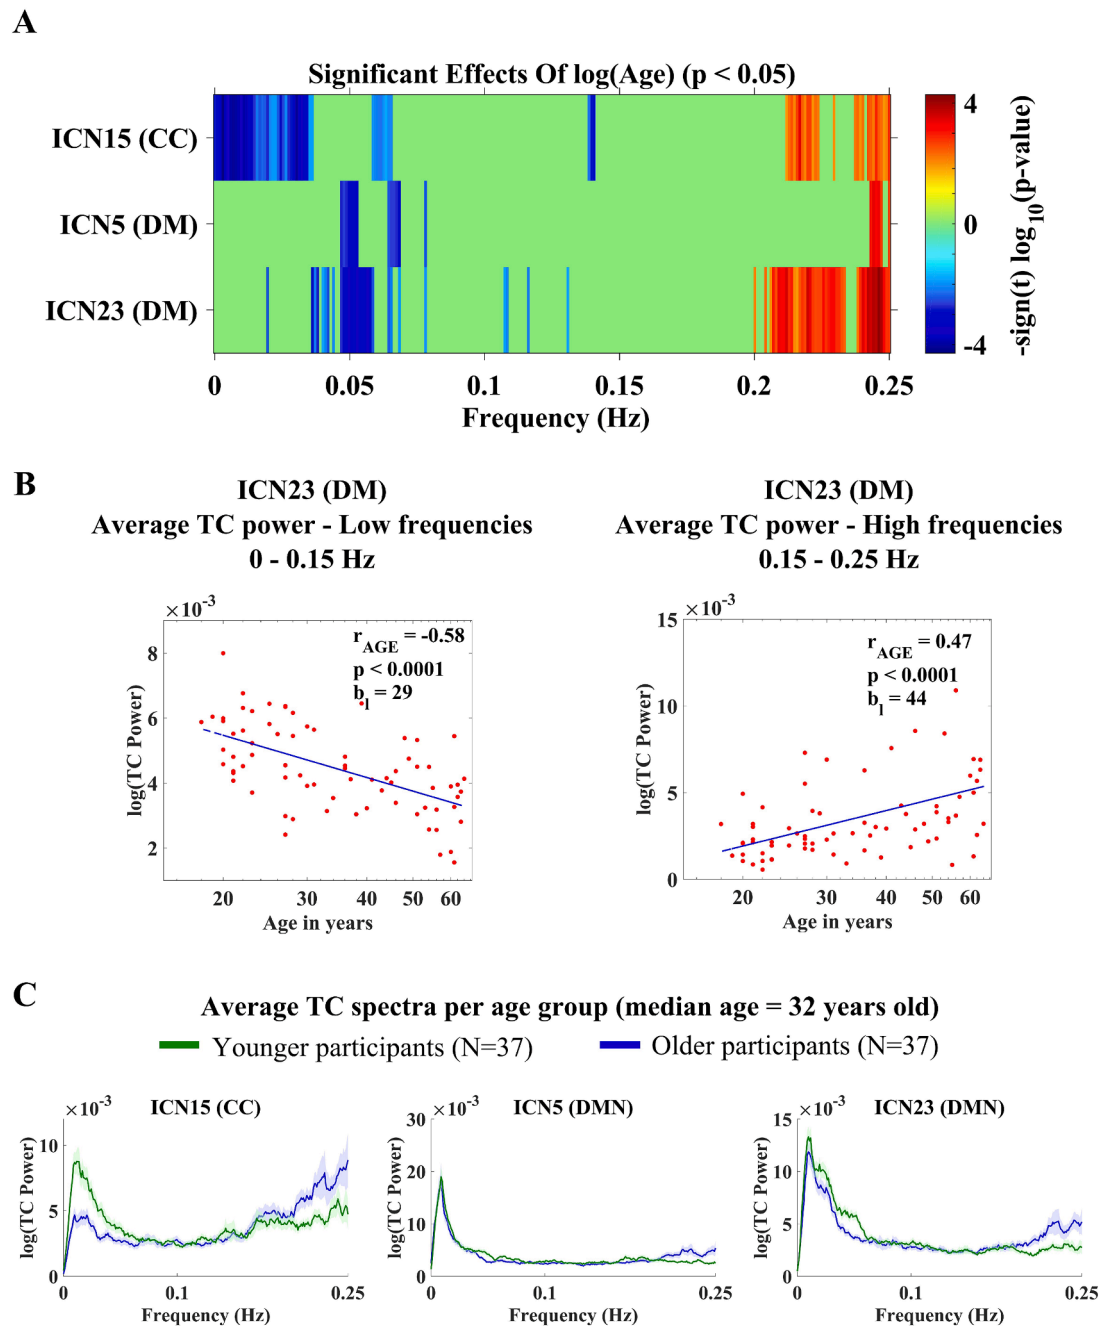 A
Significant Effects Of log(Age) (p < 0.05)
ICN15 (CC)
ICN5 (DM)
ICN23 (DM)
4
0
-4
-sign(t) log10(p-value)
0 0.05 0.1 0.15 0.2 0.25
Frequency (Hz)
B
ICN23 (DM)
Average TC power - Low frequencies
0 - 0.15 Hz
×10-3
rAGE = -0.58
p < 0.0001
bl = 29
8
6
4
2
log(TC Power)
20 30 40 50 60
Age in years
ICN23 (DM)
Average TC power - High frequencies
0.15 - 0.25 Hz
×10-3
rAGE = 0.47
p < 0.0001
bl = 44
15
10
5
0
log(TC Power)
20 30 40 50 60
Age in years
C
Average TC spectra per age group (median age = 32 years old)
Younger participants (N=37) Older participants (N=37)
×10-3
ICN15 (CC)
10
5
0
log(TC Power)
0 0.1 0.25
Frequency (Hz)
×10-3
ICN5 (DMN)
30
20
10
0
log(TC Power)
0 0.1 0.25
Frequency (Hz)
×10-3
ICN23 (DMN)
15
10
5
0
log(TC Power)
0 0.1 0.25
Frequency (Hz)